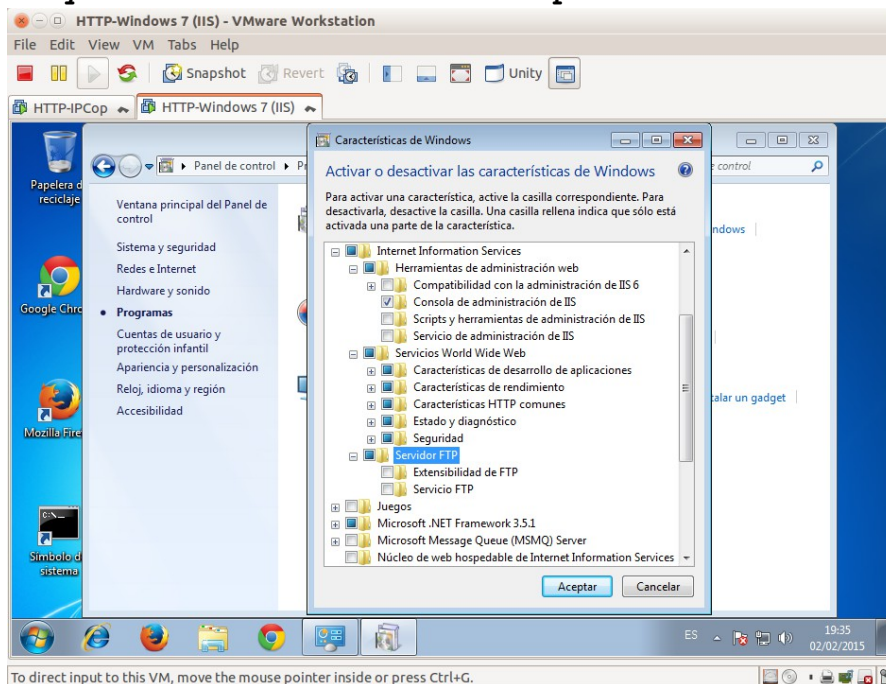 HTTP-Windows 7 (IIS) - VMware Workstation
File Edit View VM Tabs Help
Snapshot Revert Unity
HTTP-IPCop HTTP-Windows 7 (IIS)
Papelera d
reciclaje
Google Chro
Mozilla Fire
Símbolo d
sistema
Panel de control
control
Ventana principal del Panel de
control
Sistema y seguridad
Redes e Internet
Hardware y sonido
Programas
Cuentas de usuario y
protección infantil
Apariencia y personalización
Reloj, idioma y región
Accesibilidad
ndows
talar un gadget
Características de Windows
Activar o desactivar las características de Windows
Para activar una característica, active la casilla correspondiente. Para
desactivarla, desactive la casilla. Una casilla rellena indica que sólo está
activada una parte de la característica.
Internet Information Services
Herramientas de administración web
Compatibilidad con la administración de IIS 6
Consola de administración de IIS
Scripts y herramientas de administración de IIS
Servicio de administración de IIS
Servicios World Wide Web
Características de desarrollo de aplicaciones
Características de rendimiento
Características HTTP comunes
Estado y diagnóstico
Seguridad
Servidor FTP
Extensibilidad de FTP
Servicio FTP
Juegos
Microsoft .NET Framework 3.5.1
Microsoft Message Queue (MSMQ) Server
Núcleo de web hospedable de Internet Information Services
Aceptar Cancelar
ES 19:35
02/02/2015
To direct input to this VM, move the mouse pointer inside or press Ctrl+G.